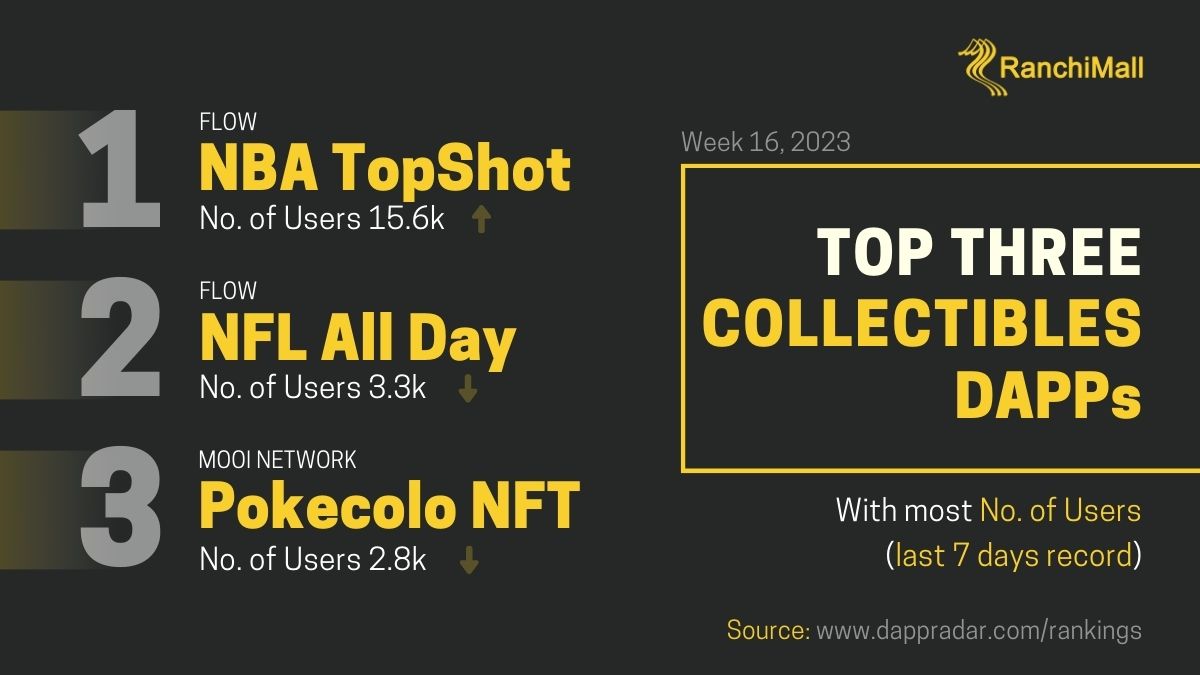 RanchiMall
1
FLOW
NBA TopShot
No. of Users 15.6k
2
FLOW
NFL All Day
No. of Users 3.3k
3
MOOI NETWORK
Pokecolo NFT
No. of Users 2.8k
Week 16, 2023
TOP THREE
COLLECTIBLES
DAPPs
With most No. of Users
(last 7 days record)
Source: www.dappradar.com/rankings